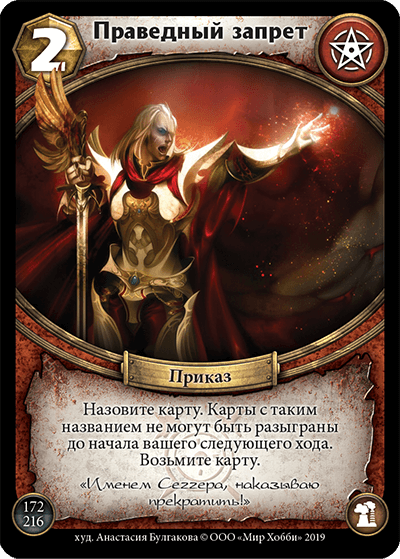 Праведный запрет
2
Приказ
Назовите карту. Карты с таким
названием не могут быть разыграны
до начала вашего следующего хода.
Возьмите карту.
«Именем Сеггера, наказываю
прекратить!»
172
216
худ. Анастасия Булгакова © ООО «Мир Хобби» 2019